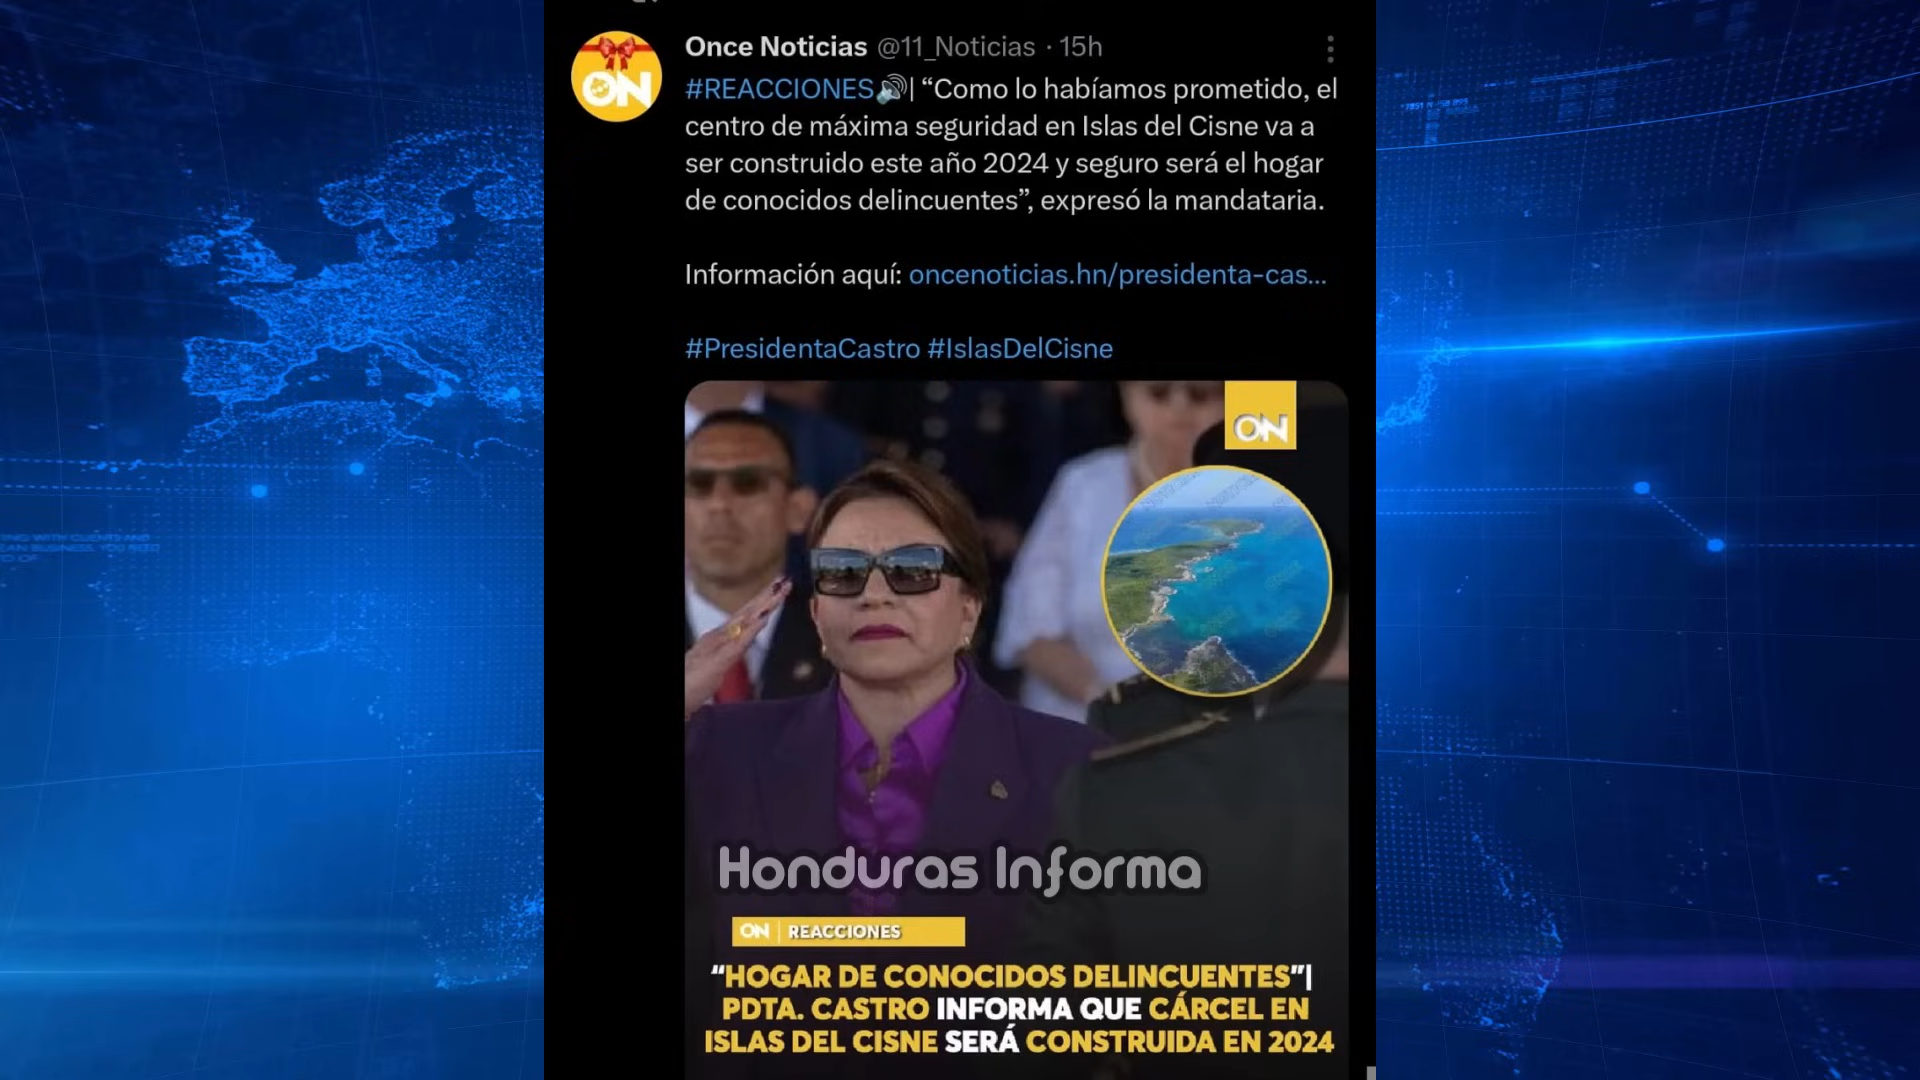 ON
Once Noticias @11_Noticias · 15h
#REACCIONES🔊| “Como lo habíamos prometido, el
centro de máxima seguridad en Islas del Cisne va a
ser construido este año 2024 y seguro será el hogar
de conocidos delincuentes”, expresó la mandataria.
Información aquí: oncenoticias.hn/presidenta-cas...
#PresidentaCastro #IslasDelCisne
ON
Honduras Informa
ON | REACCIONES
“HOGAR DE CONOCIDOS DELINCUENTES”|
PDTA. CASTRO INFORMA QUE CÁRCEL EN
ISLAS DEL CISNE SERÁ CONSTRUIDA EN 2024